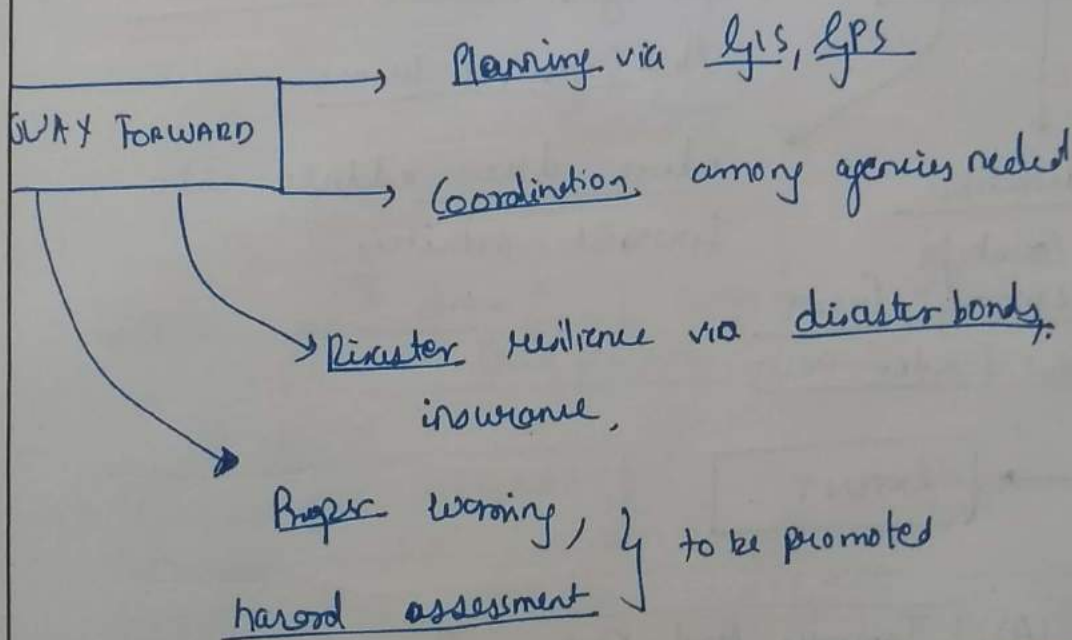 Planning via GIS, GPS
WAY FORWARD
Coordination among agencies needed
Disaster resilience via disaster bonds,
insurance.
Proper warning, } to be promoted
hazard assessment